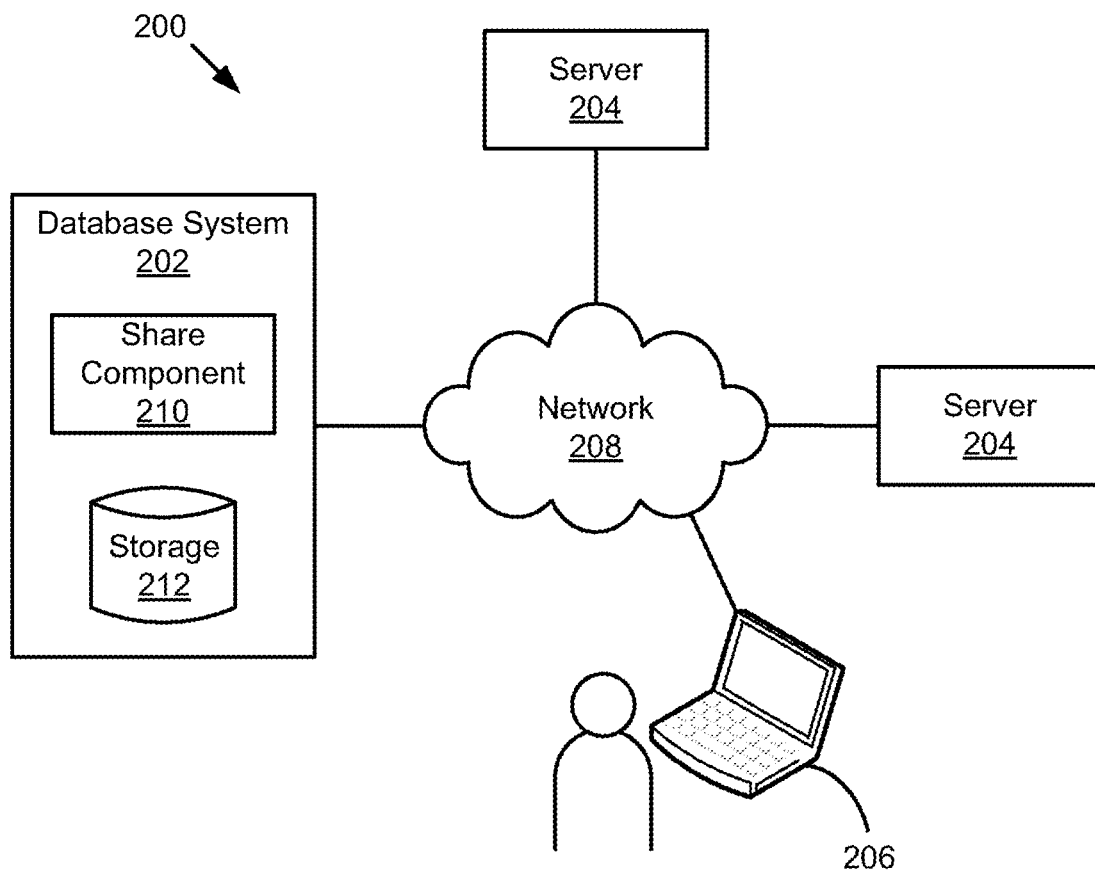 200
Server
204
Database System
202
Share
Component
210
Storage
212
Network
208
Server
204
206